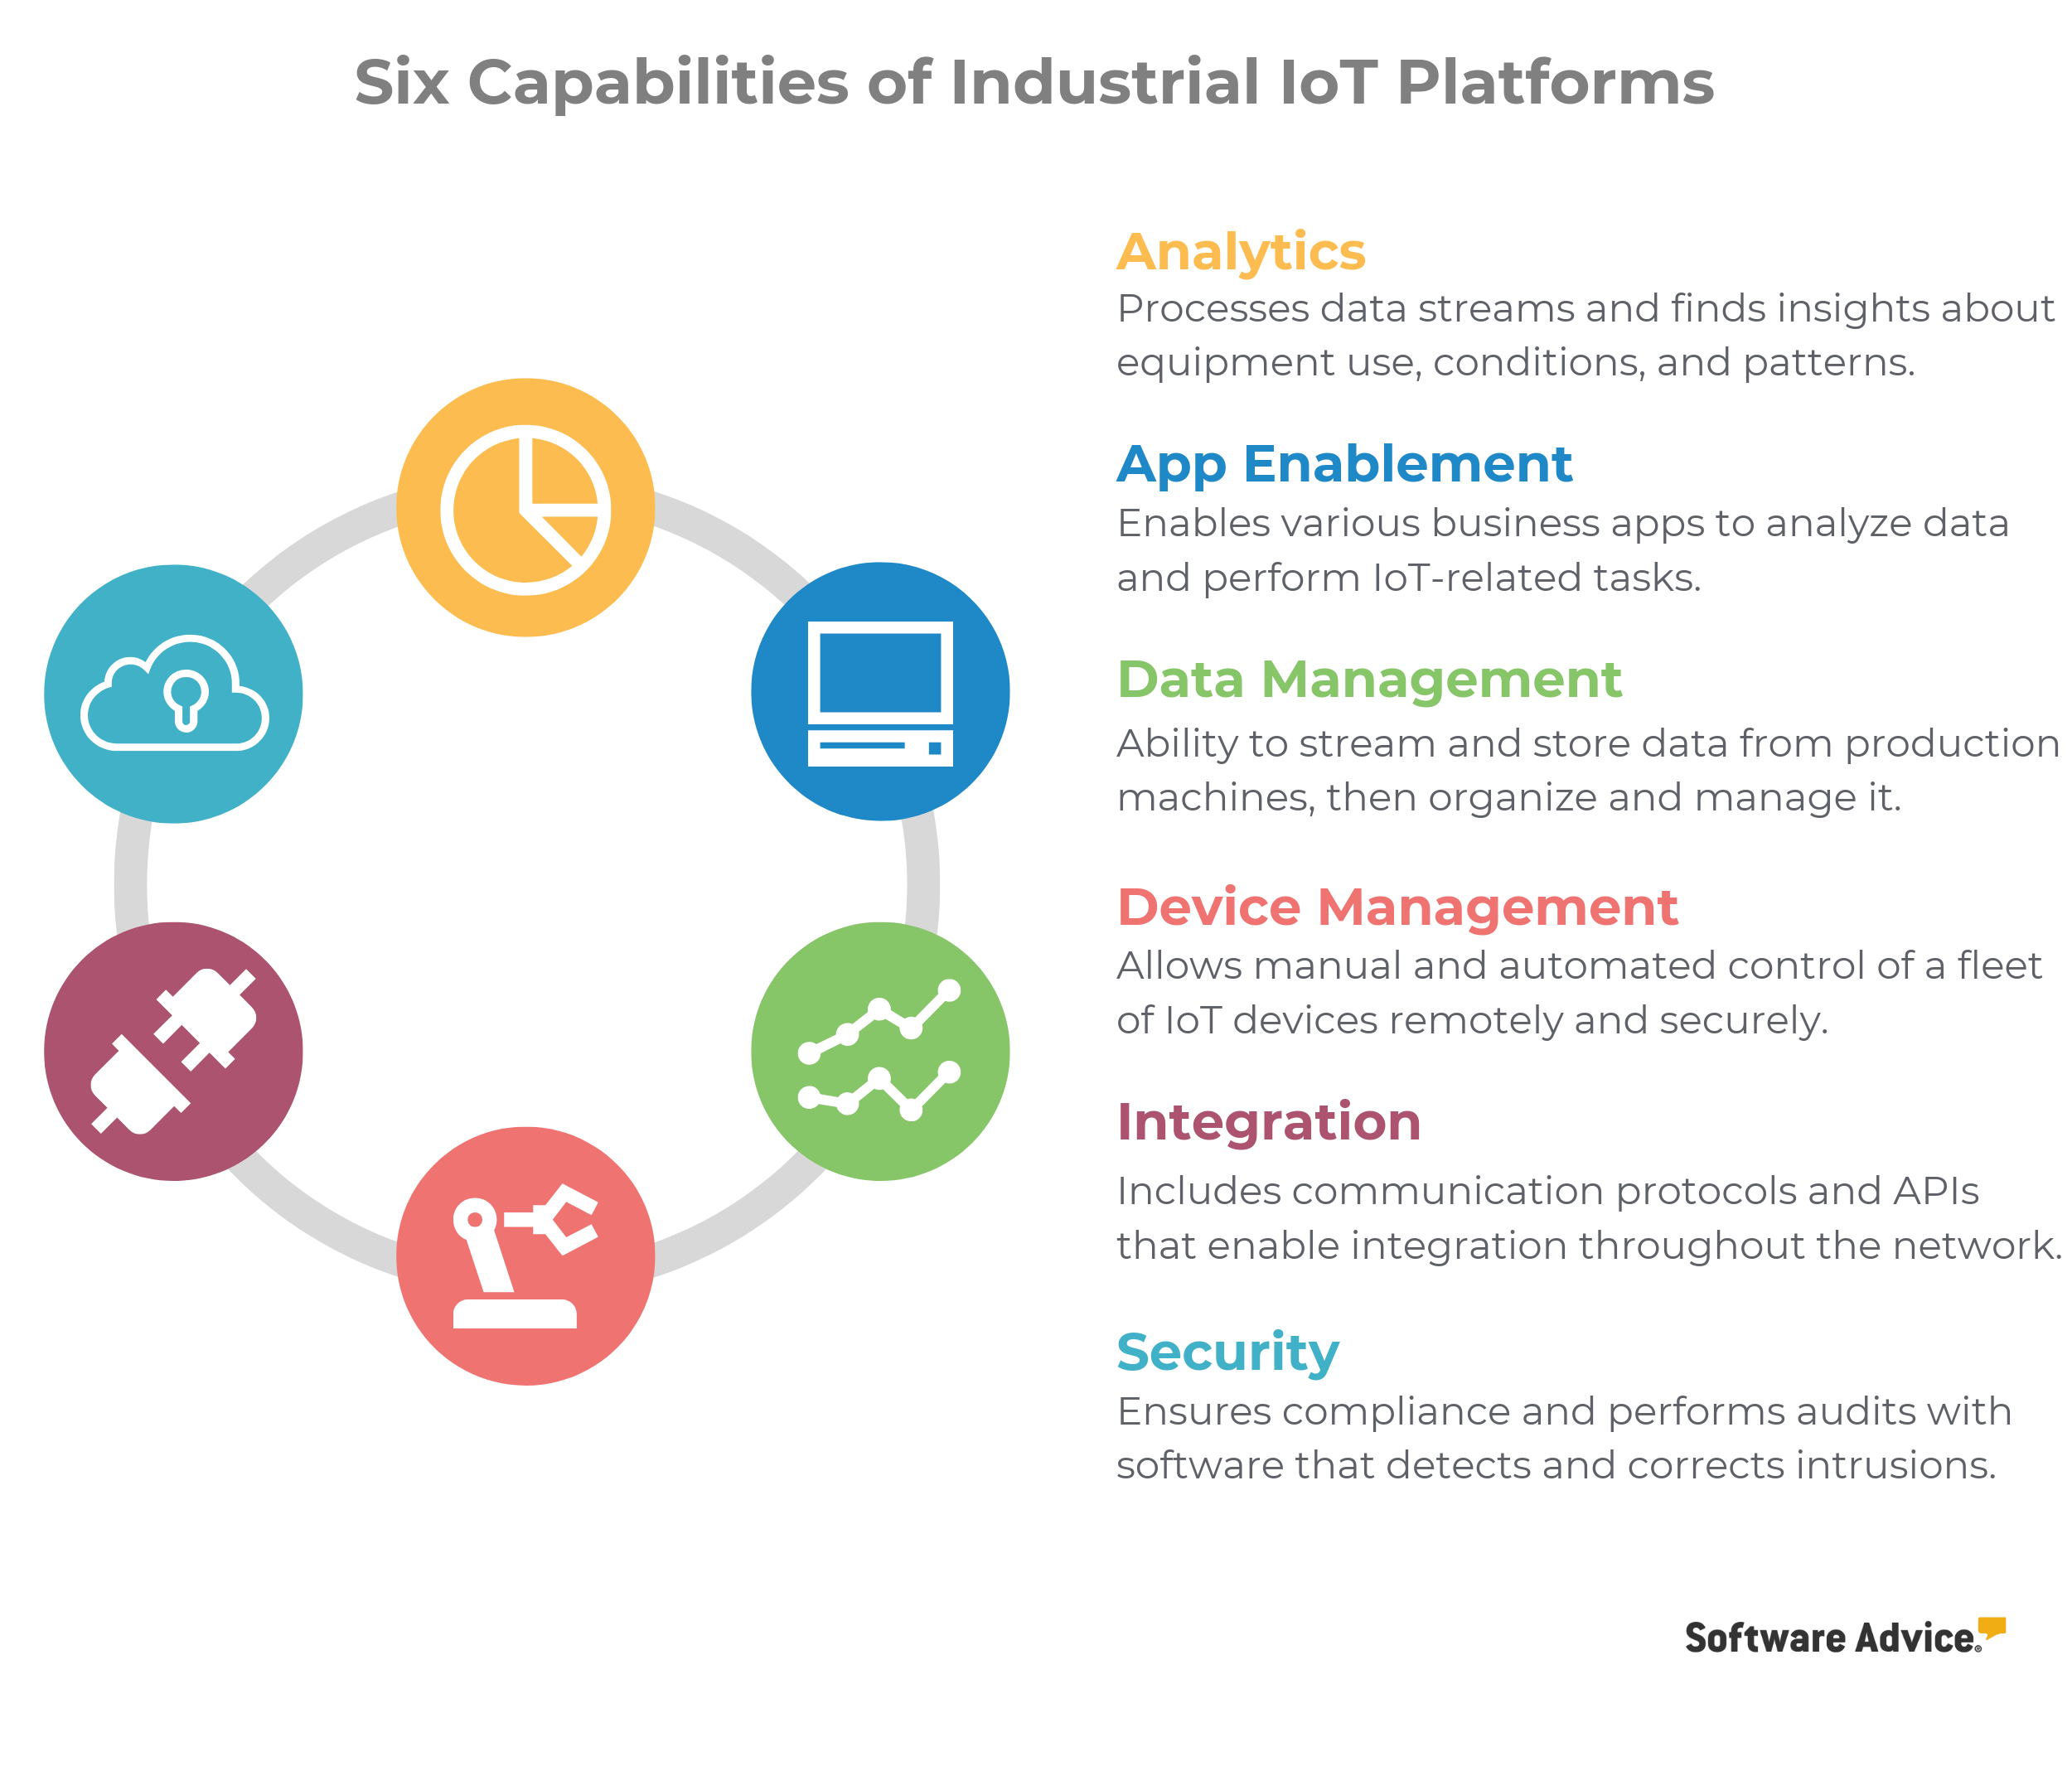 Six Capabilities of Industrial IoT Platforms
Analytics
Processes data streams and finds insights about
equipment use, conditions, and patterns.
App Enablement
Enables various business apps to analyze data
and perform IoT-related tasks.
Data Management
Ability to stream and store data from production
machines, then organize and manage it.
Device Management
Allows manual and automated control of a fleet
of IoT devices remotely and securely.
Integration
Includes communication protocols and APIs
that enable integration throughout the network.
Security
Ensures compliance and performs audits with
software that detects and corrects intrusions.
Software Advice®